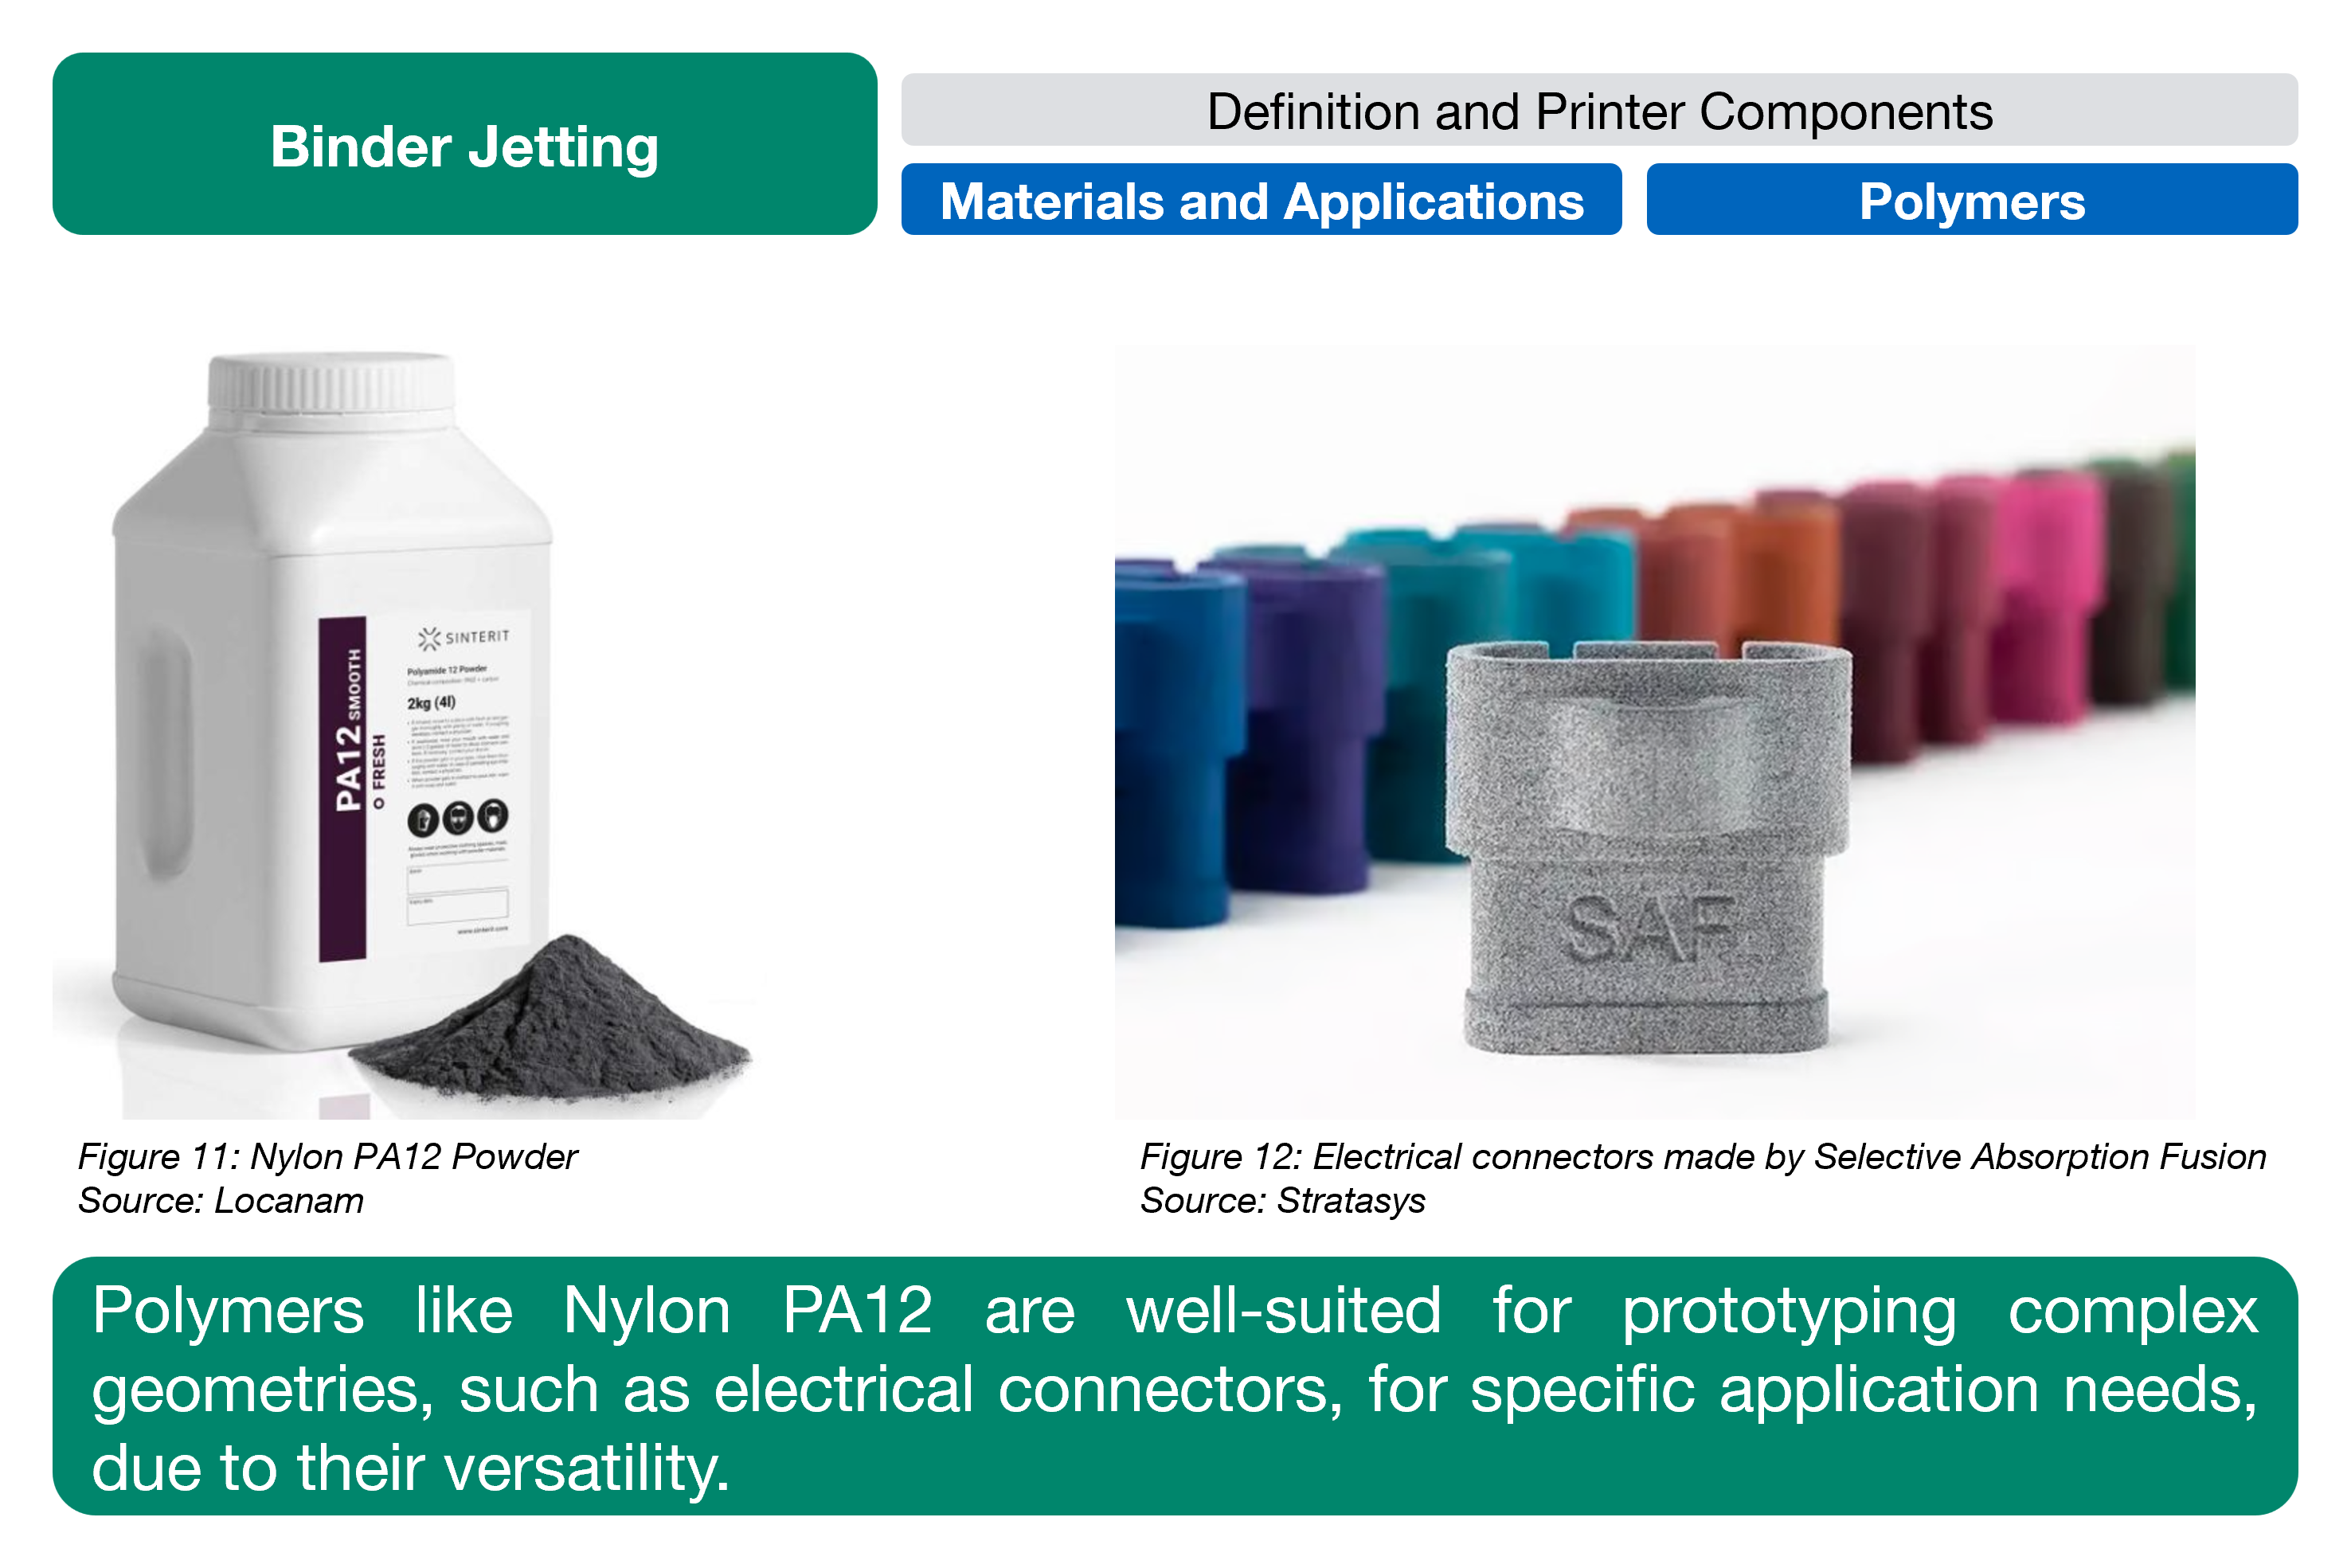 Binder Jetting
Definition and Printer Components
Materials and Applications
Polymers
SINTERIT
Polyamide 12 Powder
2kg (4l)
PA12 SMOOTH
O FRESH
www.sinterit.com
SAF
Figure 11: Nylon PA12 Powder
Source: Locanam
Figure 12: Electrical connectors made by Selective Absorption Fusion
Source: Stratasys
Polymers like Nylon PA12 are well-suited for prototyping complex
geometries, such as electrical connectors, for specific application needs,
due to their versatility.